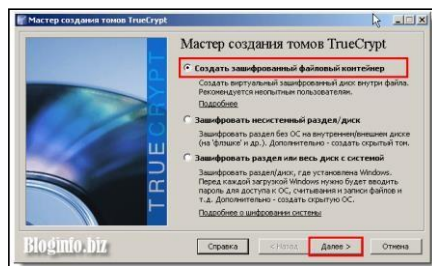 Мастер создания томов TrueCrypt
Мастер создания томов TrueCrypt
TRUECRYPT
Создать зашифрованный файловый контейнер
Создать виртуальный зашифрованный диск внутри файла.
Рекомендуется неопытным пользователям.
Подробнее
Зашифровать несистемный раздел/диск
Зашифровать раздел без ОС на внутреннем/внешнем диске
(на 'флэшке' и др.). Дополнительно - создать скрытый том.
Зашифровать раздел или весь диск с системой
Зашифровать раздел/диск, где установлена Windows.
Перед каждой загрузкой Windows нужно будет вводить
пароль для доступа к ОС, считывания и записи файлов и
т.д. Дополнительно - создать скрытую ОС.
Подробнее о шифровании системы
Bloginfo.biz
Справка
< Назад
Далее >
Отмена